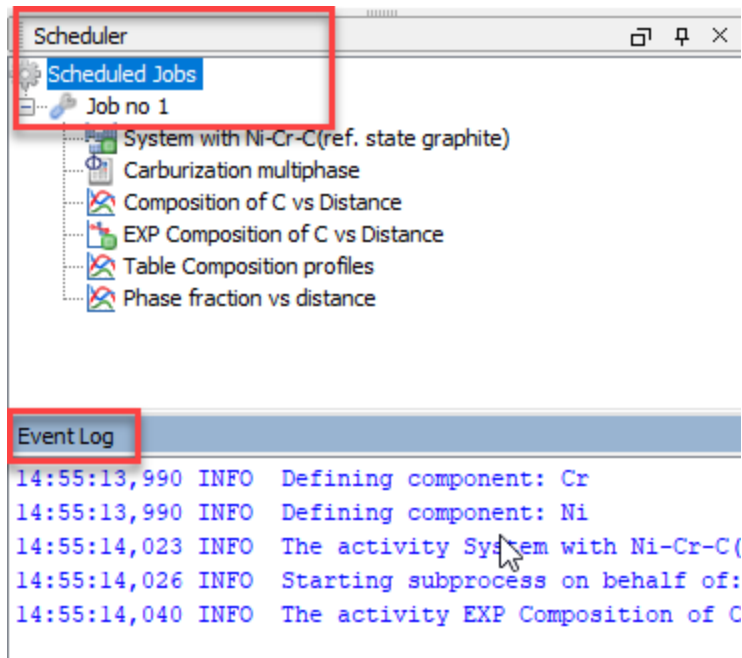 Scheduler
Scheduled Jobs
Job no 1
System with Ni-Cr-C(ref. state graphite)
Carburization multiphase
Composition of C vs Distance
EXP Composition of C vs Distance
Table Composition profiles
Phase fraction vs distance
Event Log
14:55:13,990 INFO Defining component: Cr
14:55:13,990 INFO Defining component: Ni
14:55:14,023 INFO The activity System with Ni-Cr-C(
14:55:14,026 INFO Starting subprocess on behalf of:
14:55:14,040 INFO The activity EXP Composition of C